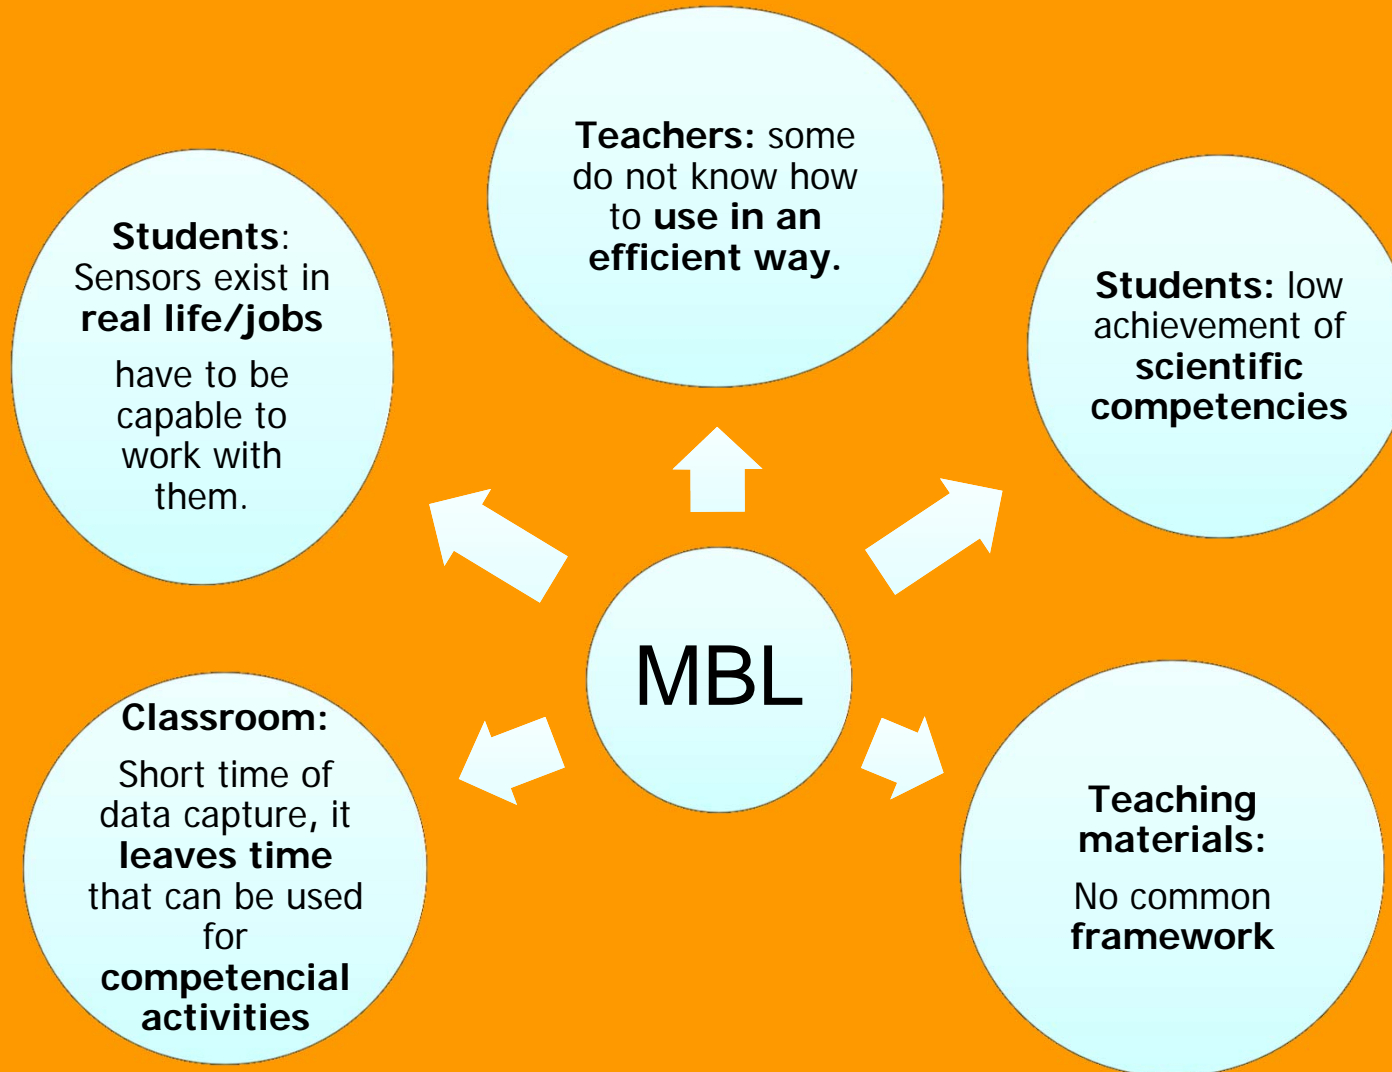 Teachers: some
do not know how
to use in an
efficient way.
Students:
Sensors exist in
real life/jobs
have to be
capable to
work with
them.
Students: low
achievement of
scientific
competencies
MBL
Classroom:
Short time of
data capture, it
leaves time
that can be used
for
competencial
activities
Teaching
materials:
No common
framework